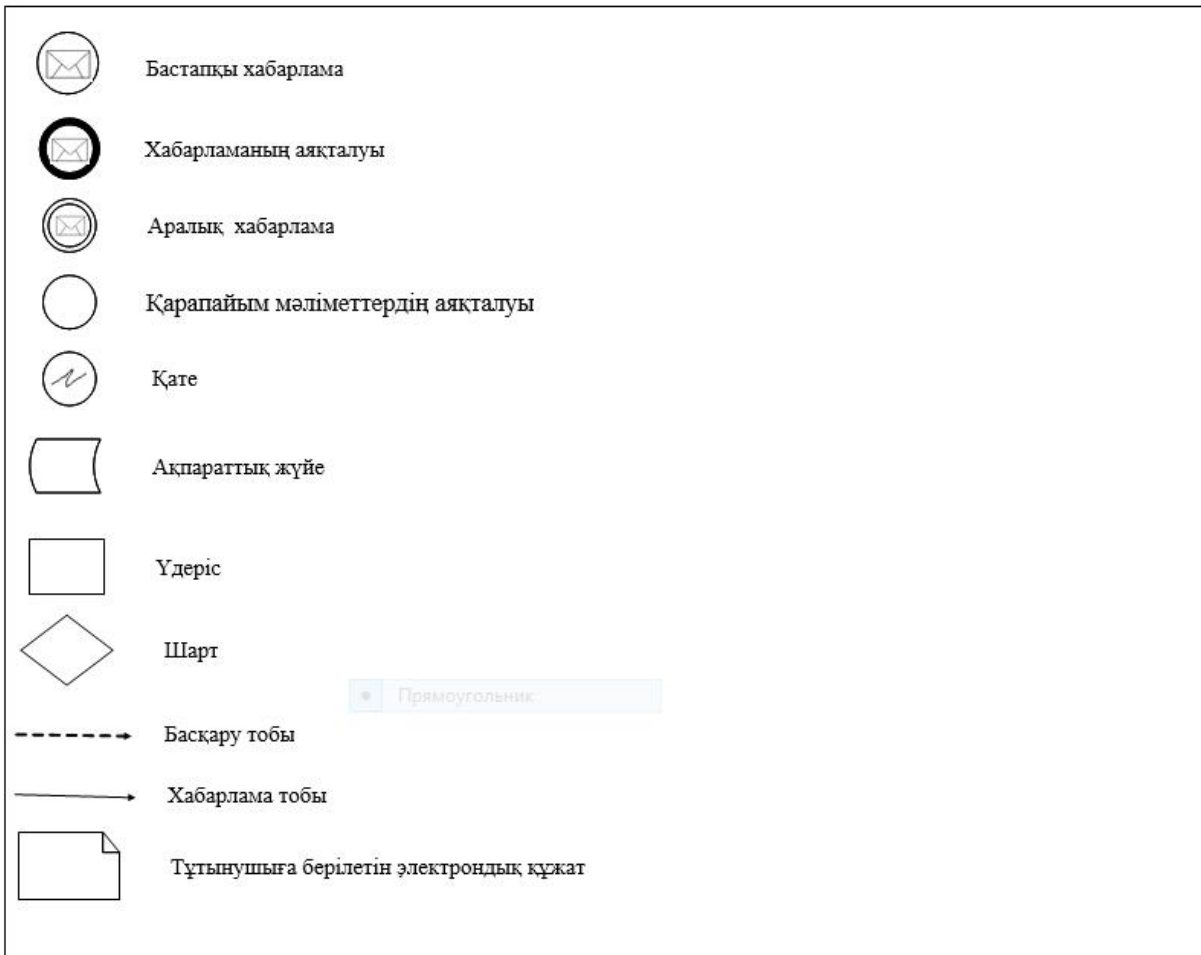 Бастапқы хабарлама
Хабарламаның аяқталуы
Аралық хабарлама
Қарапайым мәліметтердің аяқталуы
Қате
Ақпараттық жүйе
Үдеріс
Шарт
Прямоугольник
Басқару тобы
Хабарлама тобы
Тұтынушыға берілетін электрондық құжат